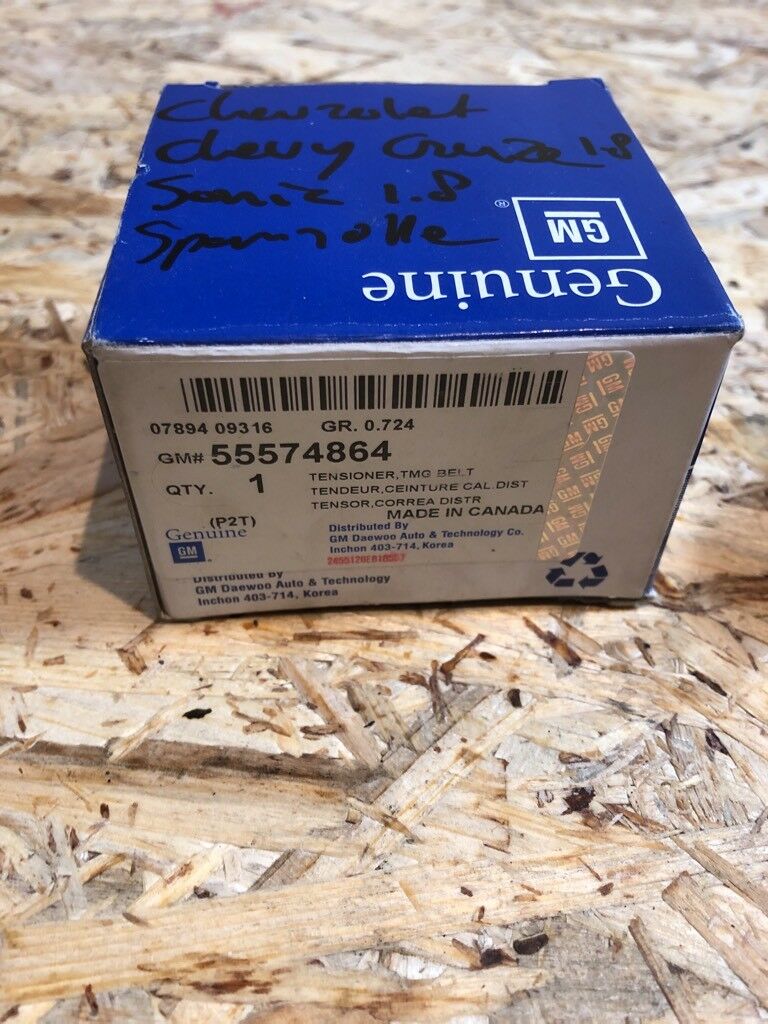 Chevrolet
Chevy Cruze 1.8
Sonic 1.8
Spannrolle
GM
®
Genuine
07894 09316 GR. 0.724
GM# 55574864
QTY. 1
TENSIONER,TMG BELT
TENDEUR,CEINTURE CAL.DIST
TENSOR,CORREA DISTR
MADE IN CANADA
(P2T)
Genuine
GM
Distributed By
GM Daewoo Auto & Technology Co.
Inchon 403-714, Korea
Distributed By
GM Daewoo Auto & Technology
Inchon 403-714, Korea